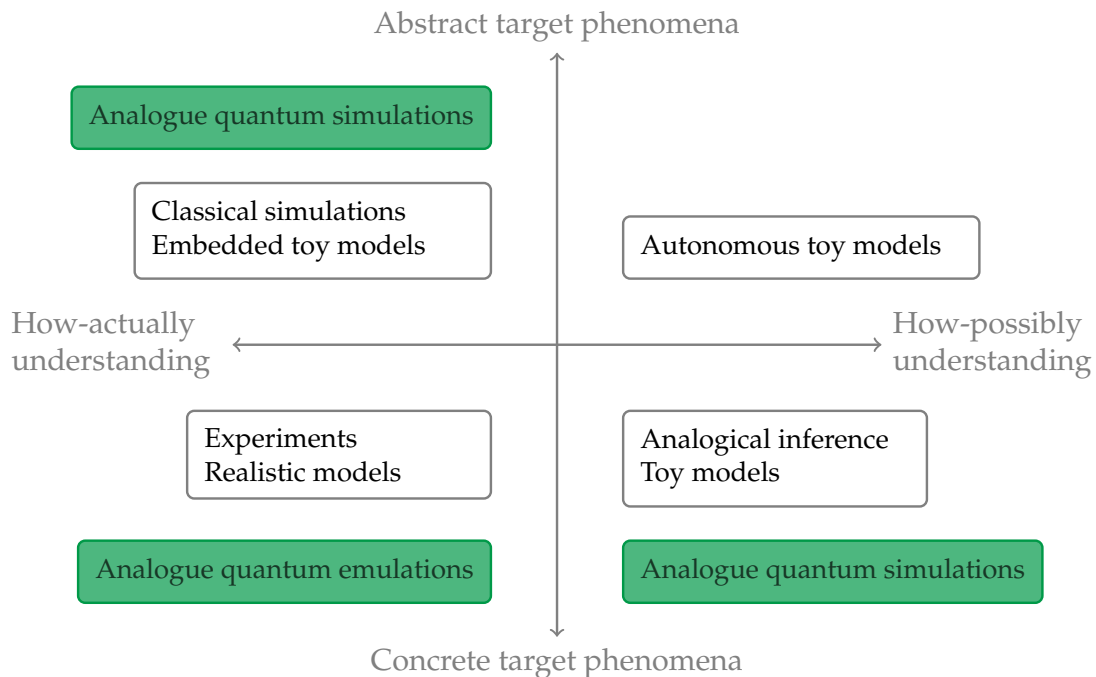 Abstract target phenomena
Analogue quantum simulations
Classical simulations
Embedded toy models
Autonomous toy models
How-actually
understanding
How-possibly
understanding
Experiments
Realistic models
Analogical inference
Toy models
Analogue quantum emulations
Analogue quantum simulations
Concrete target phenomena